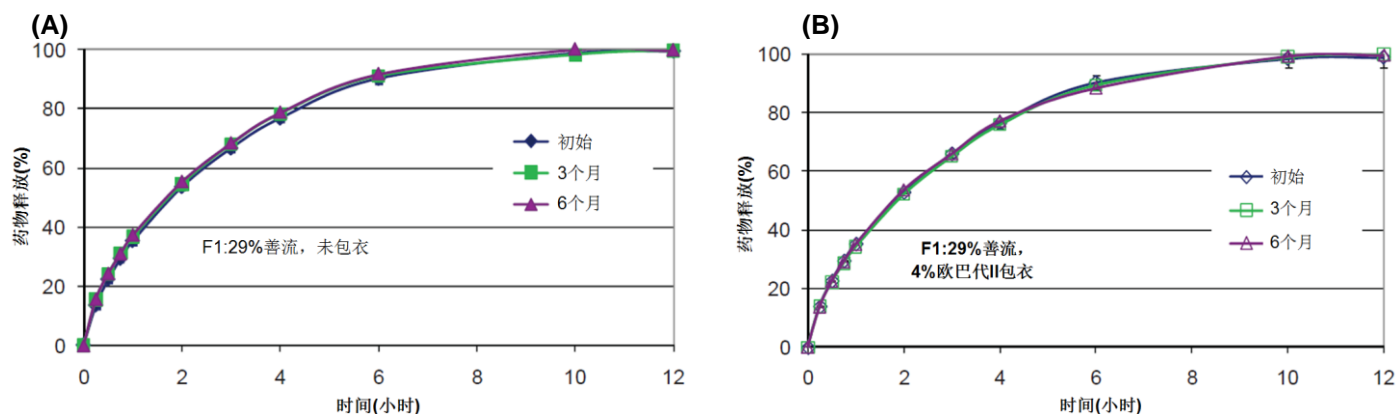 (A)
100
80
60
40
20
0
药物释放(%)
初始
3个月
6个月
F1:29%善流，未包衣
0 2 4 6 8 10 12
时间(小时)
(B)
100
80
60
40
20
0
药物释放(%)
初始
3个月
6个月
F1:29%善流，
4%欧巴代II包衣
0 2 4 6 8 10 12
时间(小时)